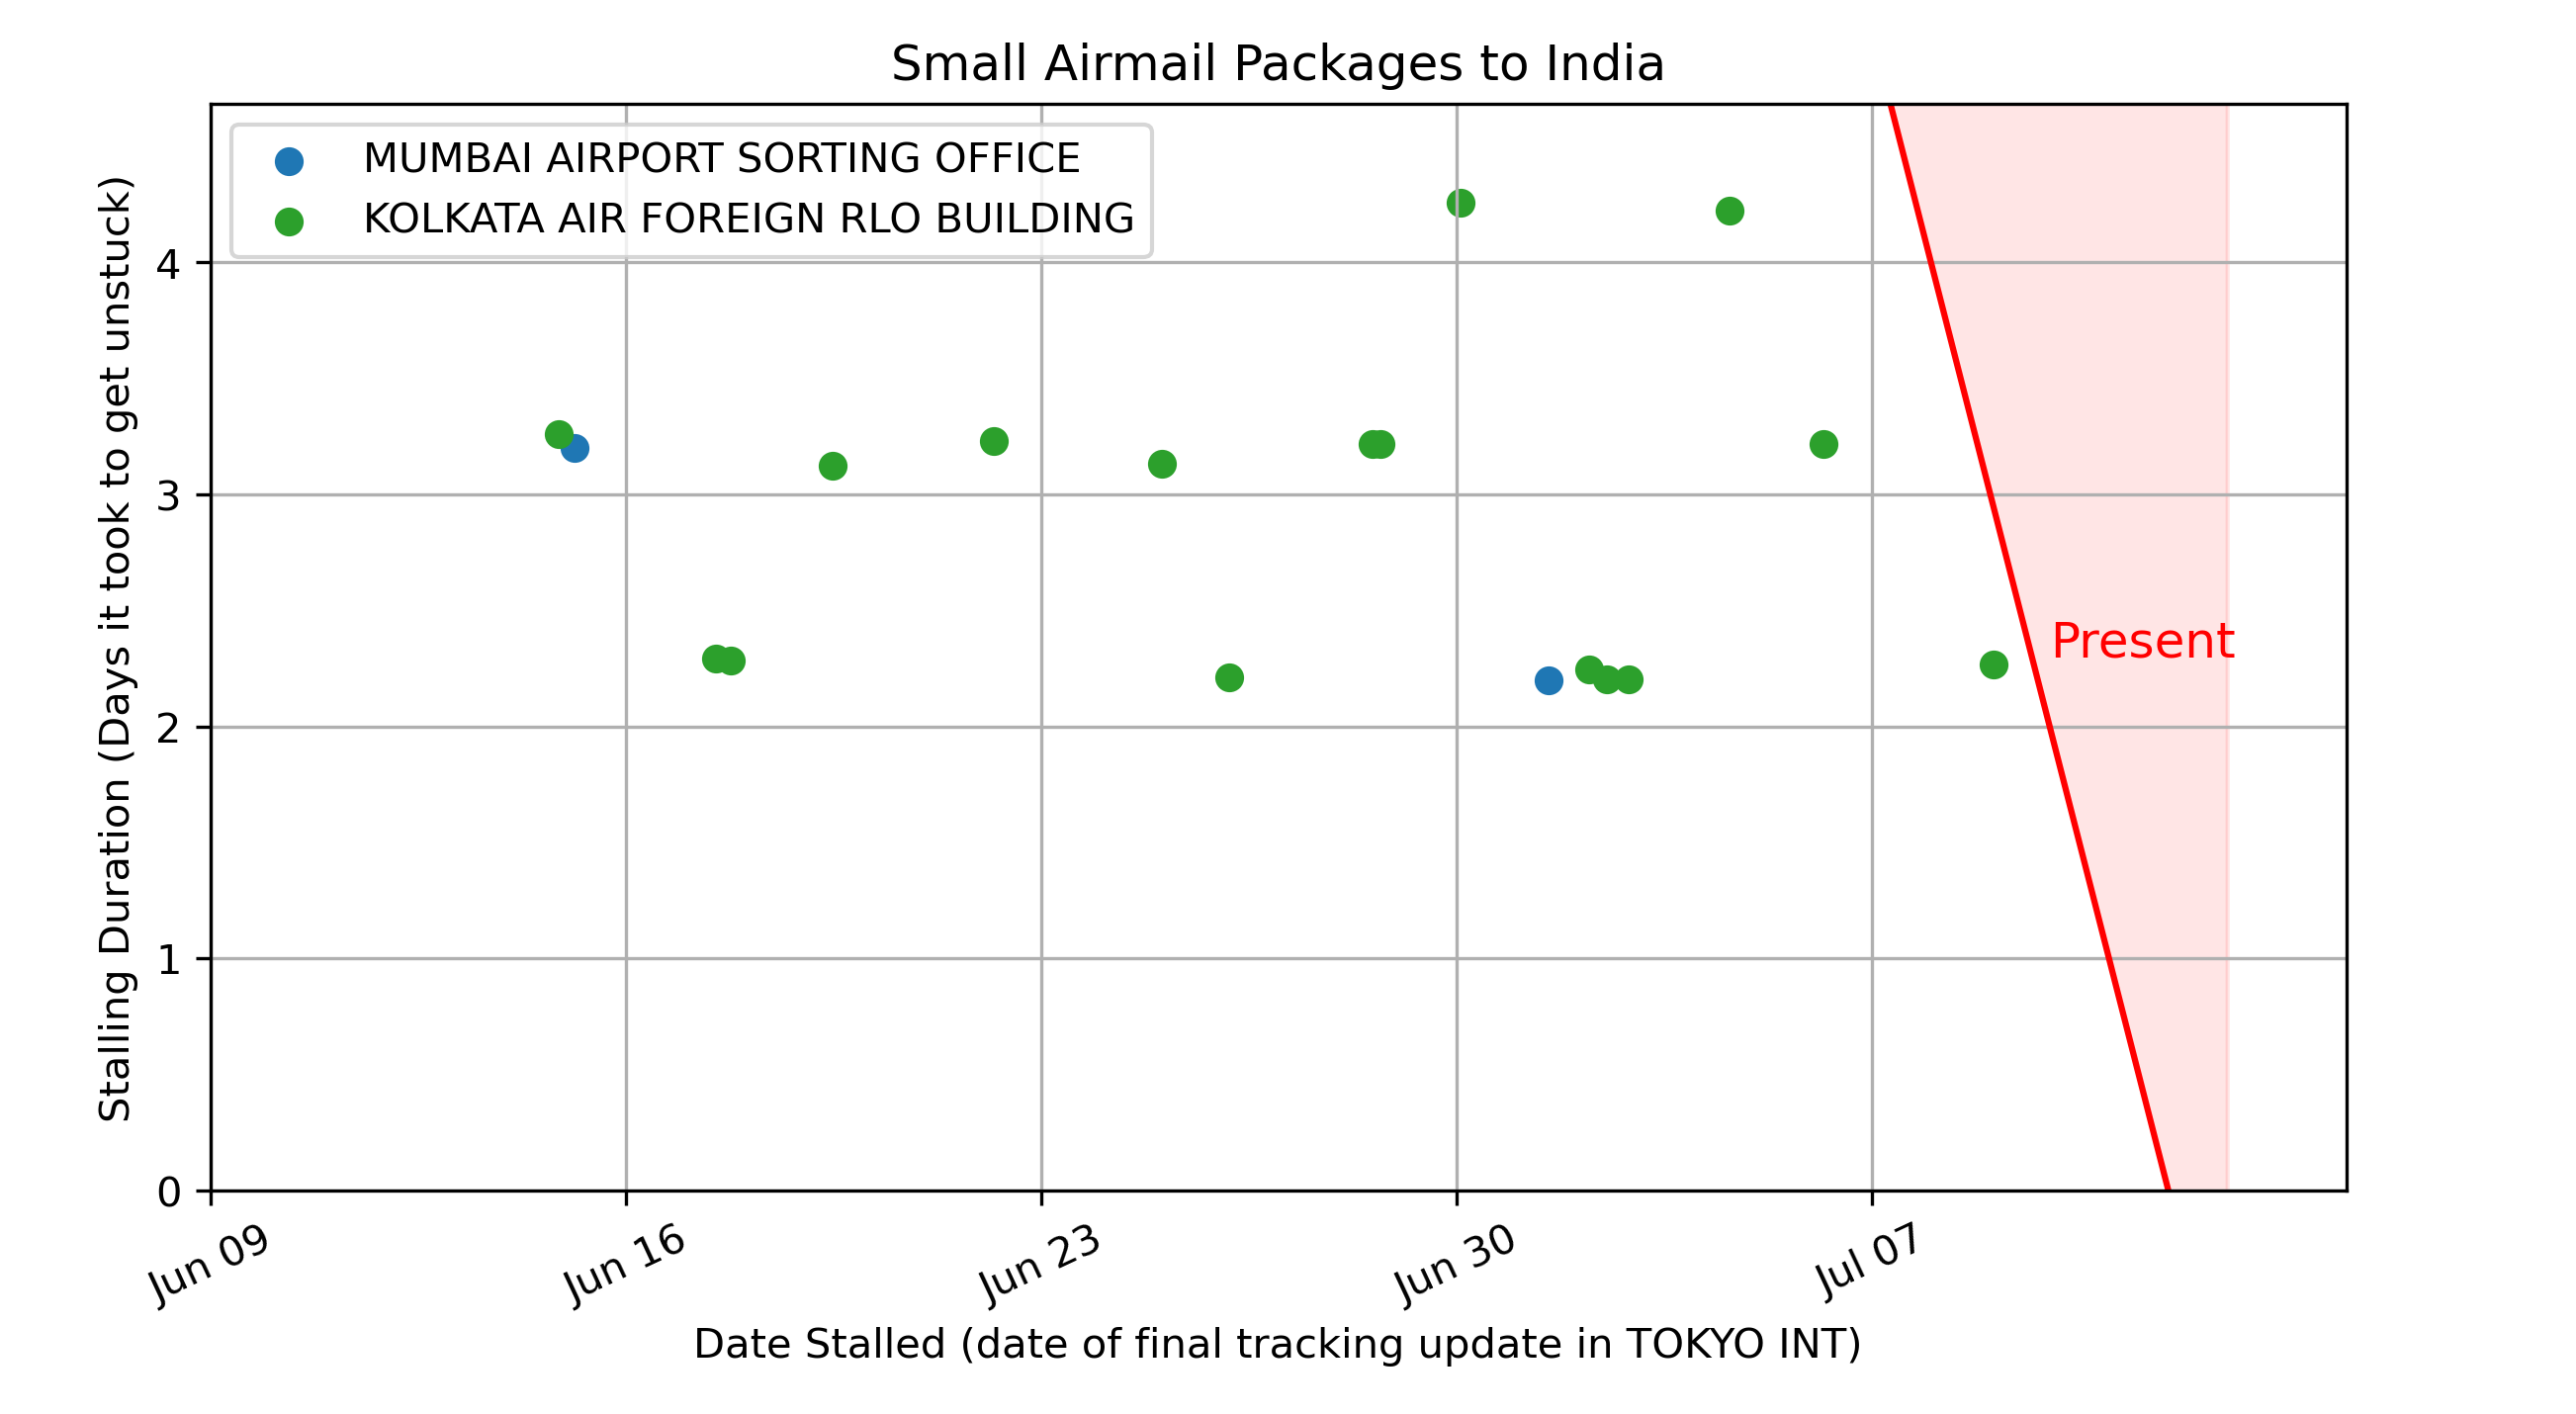 Small Airmail Packages to India
MUMBAI AIRPORT SORTING OFFICE
KOLKATA AIR FOREIGN RLO BUILDING
Stalling Duration (Days it took to get unstuck)
4
3
2
1
0
Present
Jun 09
Jun 16
Jun 23
Jun 30
Jul 07
Date Stalled (date of final tracking update in TOKYO INT)